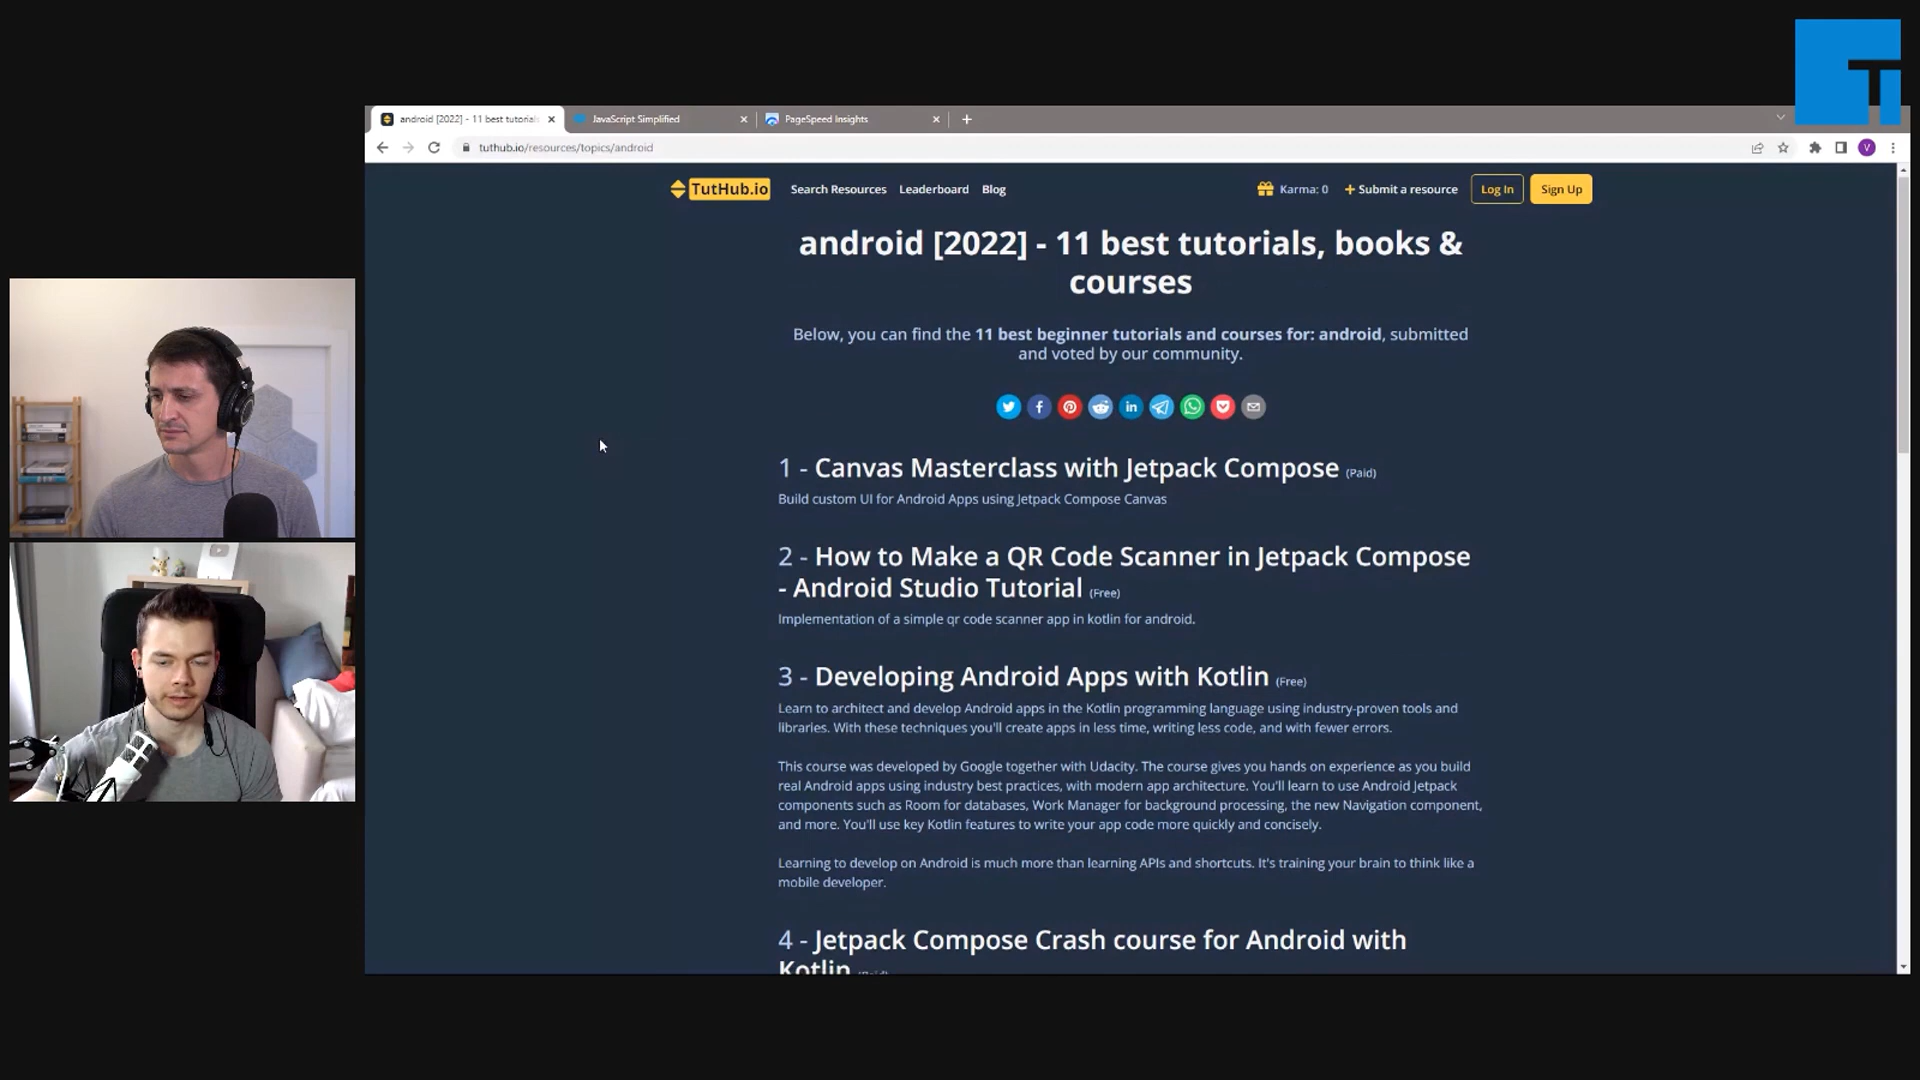 android [2022] - 11 best tutorials
JavaScript Simplified
PageSpeed Insights
tuthub.io/resources/topics/android
V
TutHub.io
Search Resources
Leaderboard
Blog
Karma: 0
+ Submit a resource
Log In
Sign Up
android [2022] - 11 best tutorials, books &
courses
Below, you can find the 11 best beginner tutorials and courses for: android, submitted
and voted by our community.
1 - Canvas Masterclass with Jetpack Compose (Paid)
Build custom UI for Android Apps using Jetpack Compose Canvas
2 - How to Make a QR Code Scanner in Jetpack Compose
- Android Studio Tutorial (Free)
Implementation of a simple qr code scanner app in kotlin for android.
3 - Developing Android Apps with Kotlin (Free)
Learn to architect and develop Android apps in the Kotlin programming language using industry-proven tools and
libraries. With these techniques you'll create apps in less time, writing less code, and with fewer errors.
This course was developed by Google together with Udacity. The course gives you hands on experience as you build
real Android apps using industry best practices, with modern app architecture. You'll learn to use Android Jetpack
components such as Room for databases, Work Manager for background processing, the new Navigation component,
and more. You'll use key Kotlin features to write your app code more quickly and concisely.
Learning to develop on Android is much more than learning APIs and shortcuts. It's training your brain to think like a
mobile developer.
4 - Jetpack Compose Crash course for Android with
Kotlin (Paid)